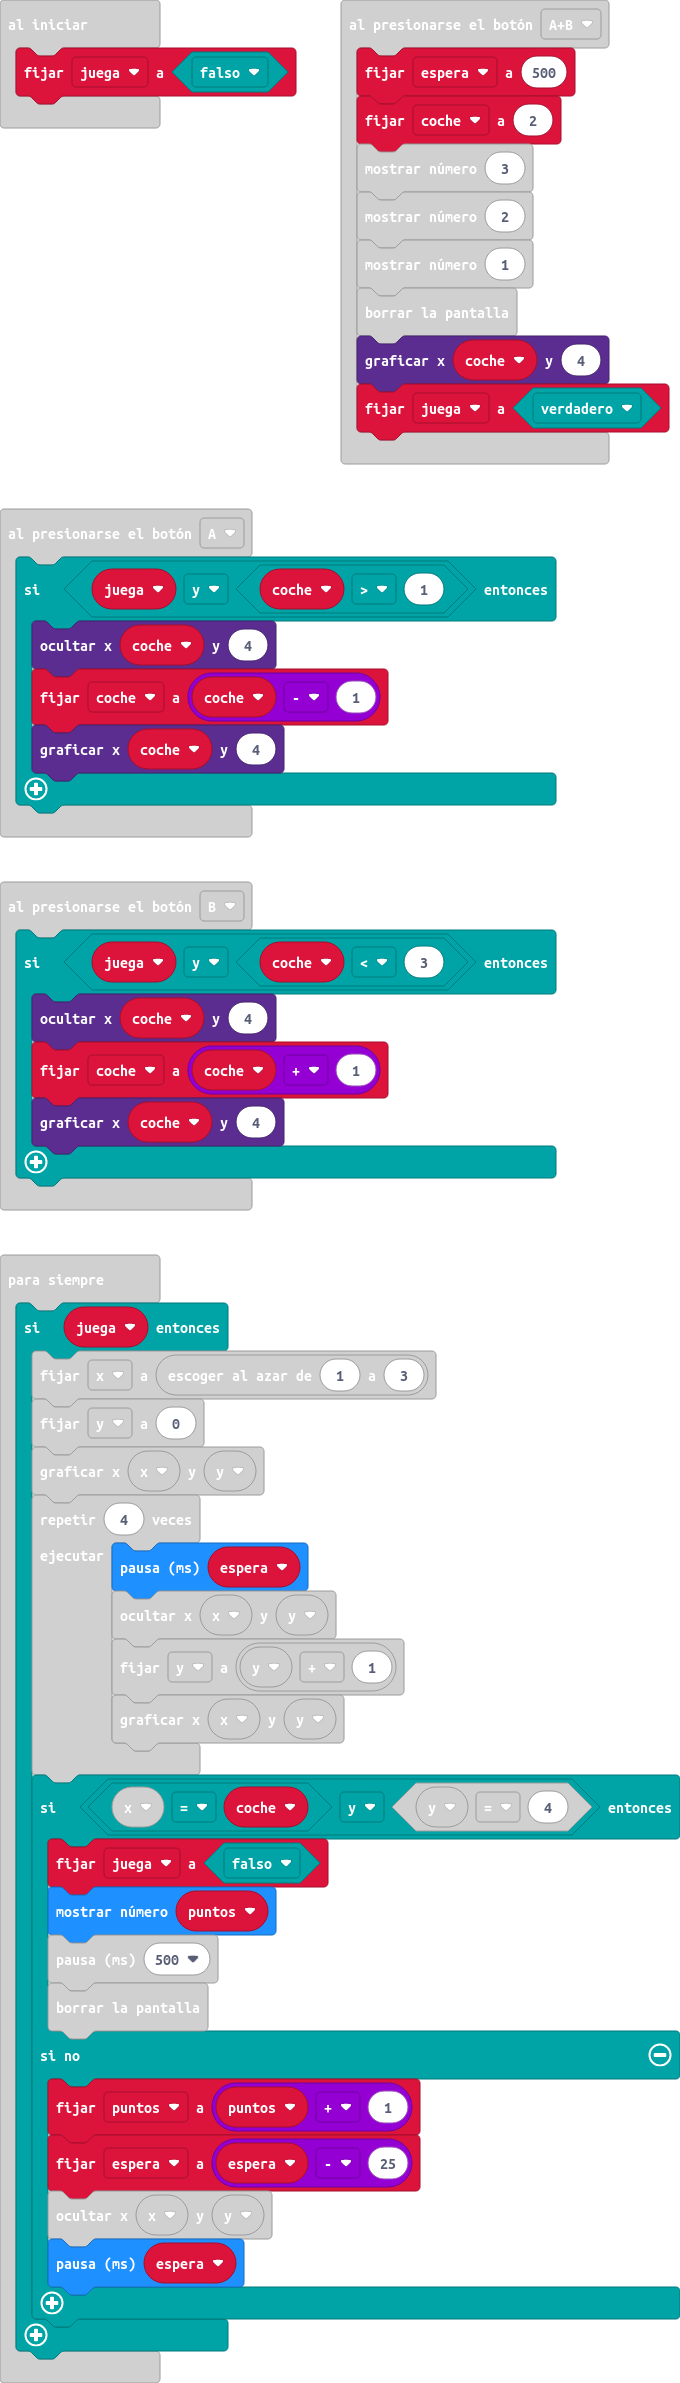 al iniciar
fijar juega a falso
al presionarse el botón A+B
fijar espera a 500
fijar coche a 2
mostrar número 3
mostrar número 2
mostrar número 1
borrar la pantalla
graficar x coche y 4
fijar juega a verdadero
al presionarse el botón A
si juega y coche > 1 entonces
ocultar x coche y 4
fijar coche a coche - 1
graficar x coche y 4
al presionarse el botón B
si juega y coche < 3 entonces
ocultar x coche y 4
fijar coche a coche + 1
graficar x coche y 4
para siempre
si juega entonces
fijar x a escoger al azar de 1 a 3
fijar y a 0
graficar x x y y
repetir 4 veces
ejecutar pausa (ms) espera
ocultar x x y y
fijar y a y + 1
graficar x x y y
si x = coche y y = 4 entonces
fijar juega a falso
mostrar número puntos
pausa (ms) 500
borrar la pantalla
si no
fijar puntos a puntos + 1
fijar espera a espera - 25
ocultar x x y y
pausa (ms) espera